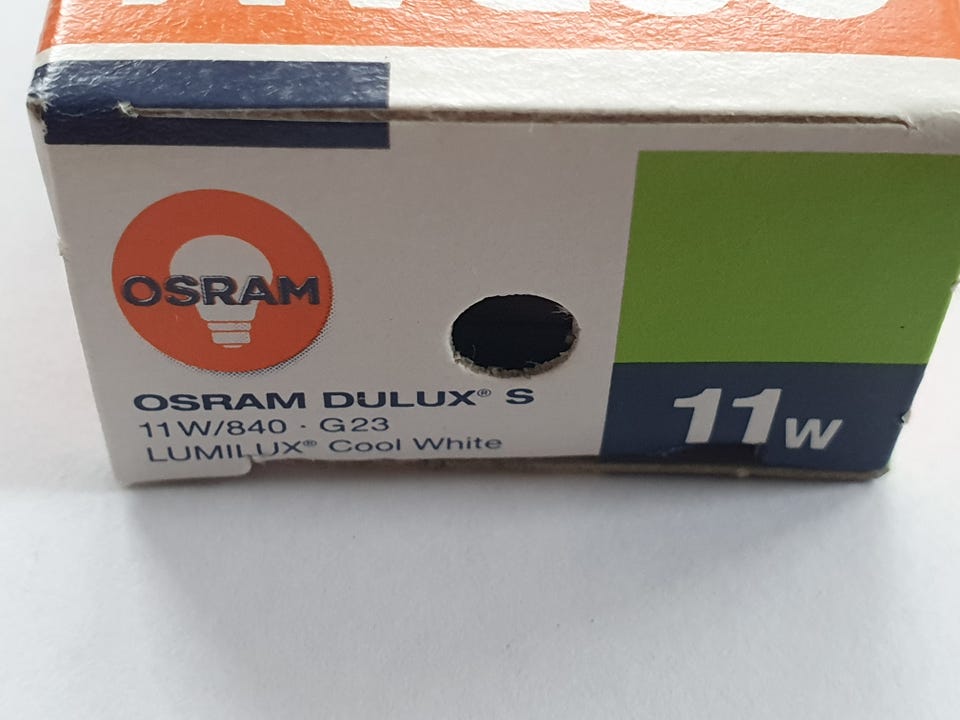 OSRAM
OSRAM DULUX® S
11W/840 · G23
LUMILUX® Cool White
11W